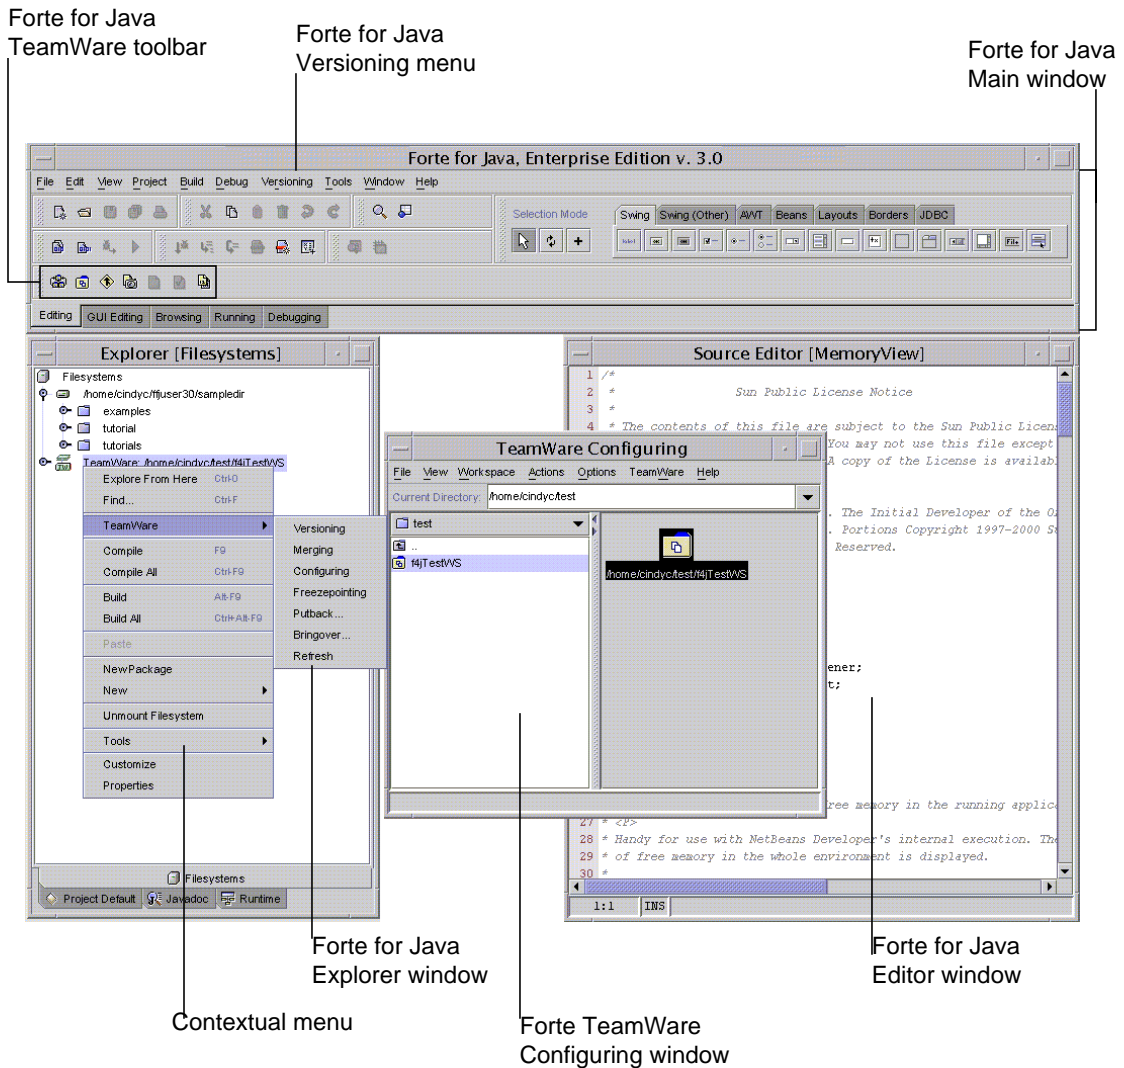 Forte for Java
TeamWare toolbar
Forte for Java
Versioning menu
Forte for Java
Main window
Forte for Java, Enterprise Edition v. 3.0
File Edit View Project Build Debug Versioning Tools Window Help
Selection Mode
Swing Swing (Other) AWT Beans Layouts Borders JDBC
Editing GUI Editing Browsing Running Debugging
Explorer [Filesystems]
Filesystems
/home/cindyc/ffjuser30/sampledir
examples
tutorial
tutorials
TeamWare: /home/cindyc/test/f4jTestWS
Explore From Here Ctrl-O
Find... Ctrl-F
TeamWare
Compile F9
Compile All Ctrl-F9
Build Alt-F9
Build All Ctrl+Alt-F9
Paste
New Package
New
Unmount Filesystem
Tools
Customize
Properties
Versioning
Merging
Configuring
Freezepointing
Putback...
Bringover...
Refresh
Filesystems
Project Default Javadoc Runtime
TeamWare Configuring
File View Workspace Actions Options TeamWare Help
Current Directory: /home/cindyc/test
test
..
f4jTestWS
/home/cindyc/test/f4jTestWS
Source Editor [MemoryView]
1 /*
2 * Sun Public License Notice
3 *
4 * The contents of this file are subject to the Sun Public Licens
You may not use this file except
A copy of the License is availabl
. The Initial Developer of the O
. Portions Copyright 1997-2000 Su
Reserved.
ener;
t;
ree memory in the running applic
27 * <P>
28 * Handy for use with NetBeans Developer's internal execution. The
29 * of free memory in the whole environment is displayed.
30 *
1:1 INS
Forte for Java
Explorer window
Forte for Java
Editor window
Contextual menu
Forte TeamWare
Configuring window